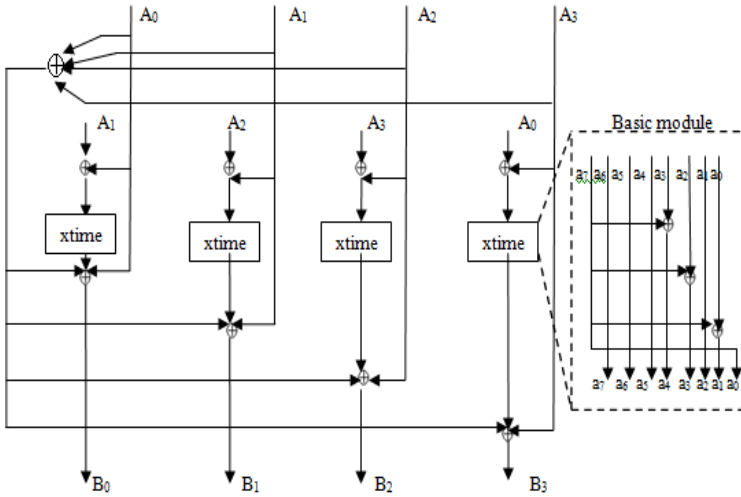 A0 A1 A2 A3
A1 A2 A3 A0
Basic module
a7 a6 a5 a4 a3 a2 a1 a0
xtime xtime xtime xtime
a7 a6 a5 a4 a3 a2 a1 a0
B0 B1 B2 B3